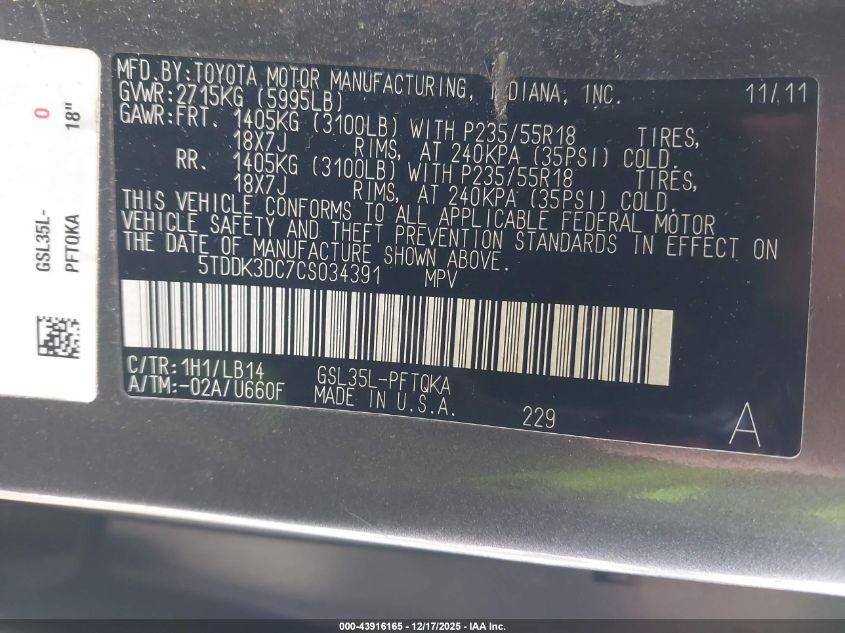 MFD.BY:TOYOTA MOTOR MANUFACTURING, DIANA, INC. 11/11
GVWR:2715KG (5995LB)
GAWR:FRT. 1405KG (3100LB) WITH P235/55R18 TIRES,
18X7J RIMS, AT 240KPA (35PSI) COLD.
RR. 1405KG (3100LB) WITH P235/55R18 TIRES,
18X7J RIMS, AT 240KPA (35PSI) COLD.
THIS VEHICLE CONFORMS TO ALL APPLICABLE FEDERAL MOTOR
VEHICLE SAFETY AND THEFT PREVENTION STANDARDS IN EFFECT ON
THE DATE OF MANUFACTURE SHOWN ABOVE.
5TDDK3DC7CS034391 MPV
C/TR:1H1/LB14 GSL35L-PFTQKA
A/TM:-02A/U660F MADE IN U.S.A. 229 A
GSL35L-
PFTQKA
0
18"
000-43916165 - 12/17/2025 - IAA Inc.